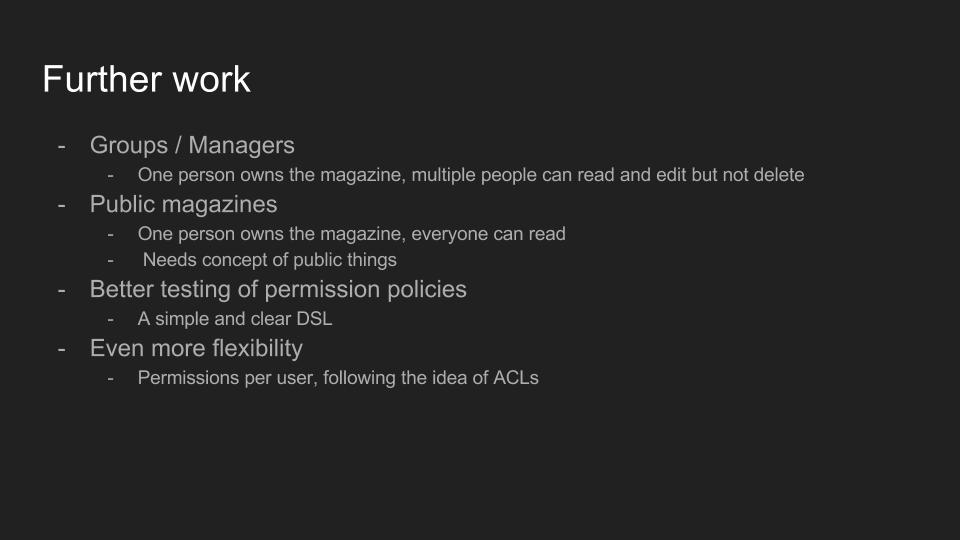 Further work
- Groups / Managers
- One person owns the magazine, multiple people can read and edit but not delete
- Public magazines
- One person owns the magazine, everyone can read
- Needs concept of public things
- Better testing of permission policies
- A simple and clear DSL
- Even more flexibility
- Permissions per user, following the idea of ACLs